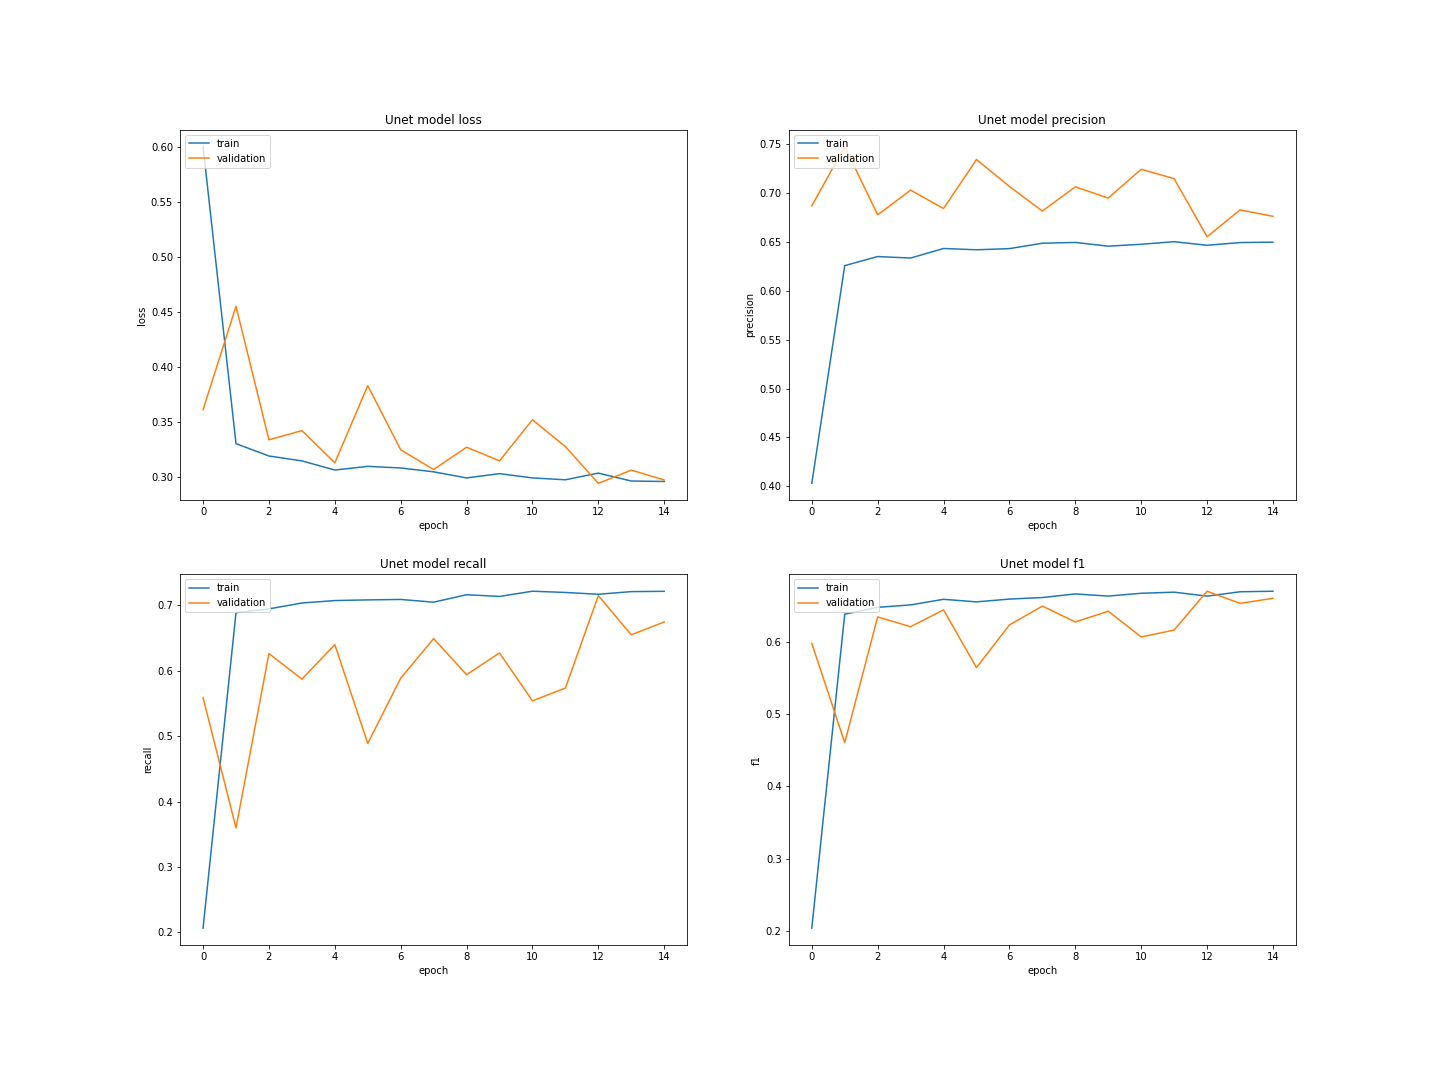 Unet model loss
train
validation
0.60
0.55
0.50
0.45
0.40
0.35
0.30
loss
0 2 4 6 8 10 12 14
epoch
Unet model precision
train
validation
0.75
0.70
0.65
0.60
0.55
0.50
0.45
0.40
precision
0 2 4 6 8 10 12 14
epoch
Unet model recall
train
validation
0.7
0.6
0.5
0.4
0.3
0.2
recall
0 2 4 6 8 10 12 14
epoch
Unet model f1
train
validation
0.6
0.5
0.4
0.3
0.2
f1
0 2 4 6 8 10 12 14
epoch